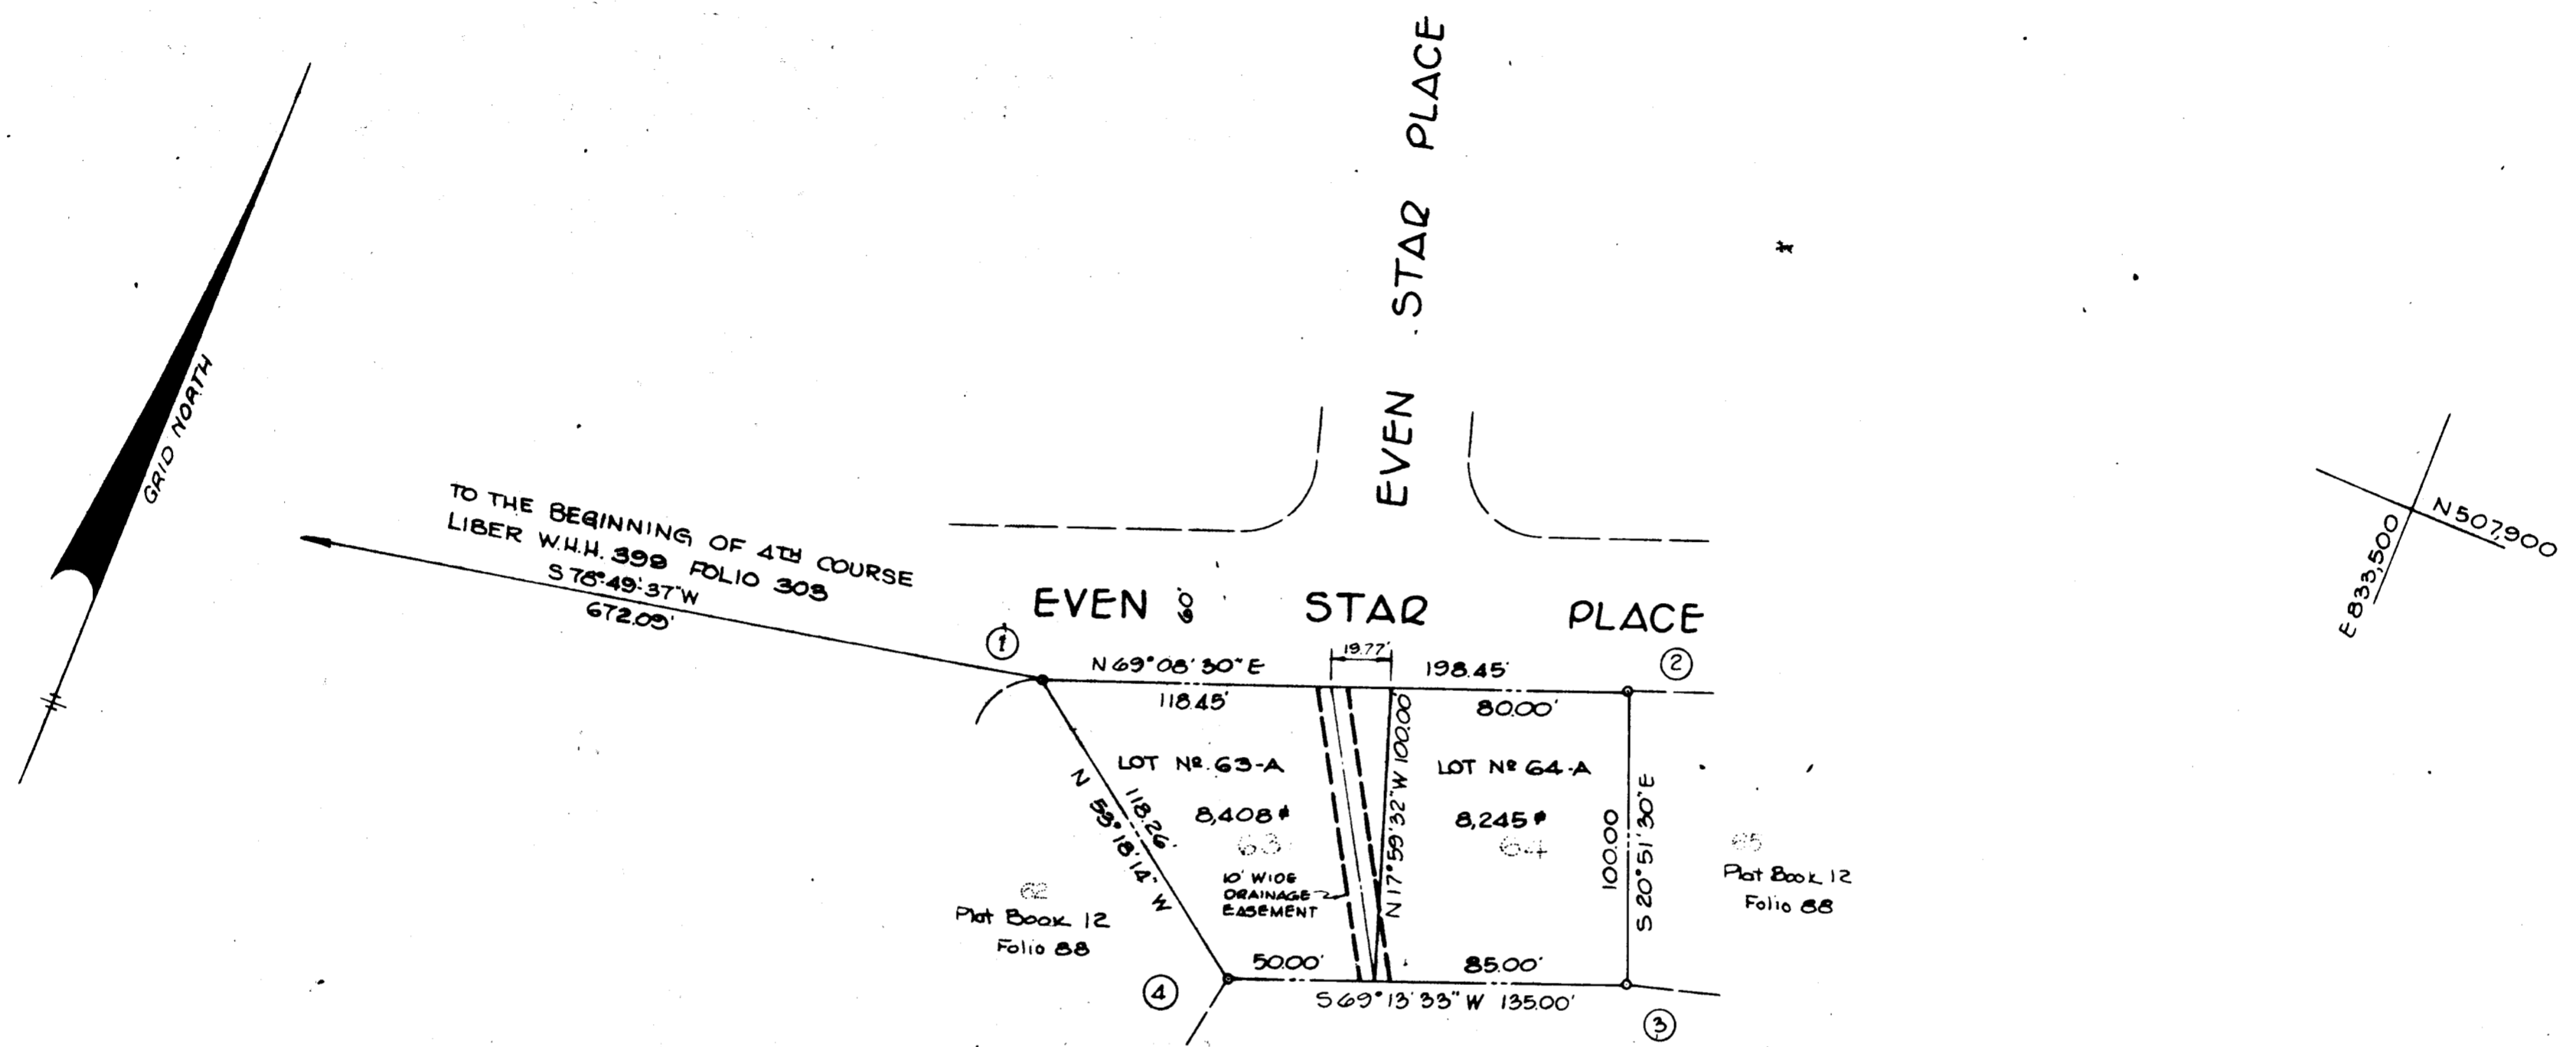 EVEN STAR PLACE
GRID NORTH
TO THE BEGINNING OF 4TH COURSE
LIBER W.H.H. 399 FOLIO 303
S 78°-49'-37"W
672.09'
N 507,900
E 833,500
EVEN 60' STAR PLACE
1
N 69° 08' 30" E
19.77'
198.45'
2
118.45'
80.00'
LOT Nº. 63-A
LOT Nº 64-A
8,408#
8,245#
63
64
118.26'
N 53° 18' 14" W
N 17° 59' 32" W 100.00'
100.00
S 20° 51' 30" E
10' WIDE
DRAINAGE
EASEMENT
62
Plat Book 12
Folio 88
65
Plat Book 12
Folio 88
50.00'
85.00'
4
S 69° 13' 33" W 135.00'
3